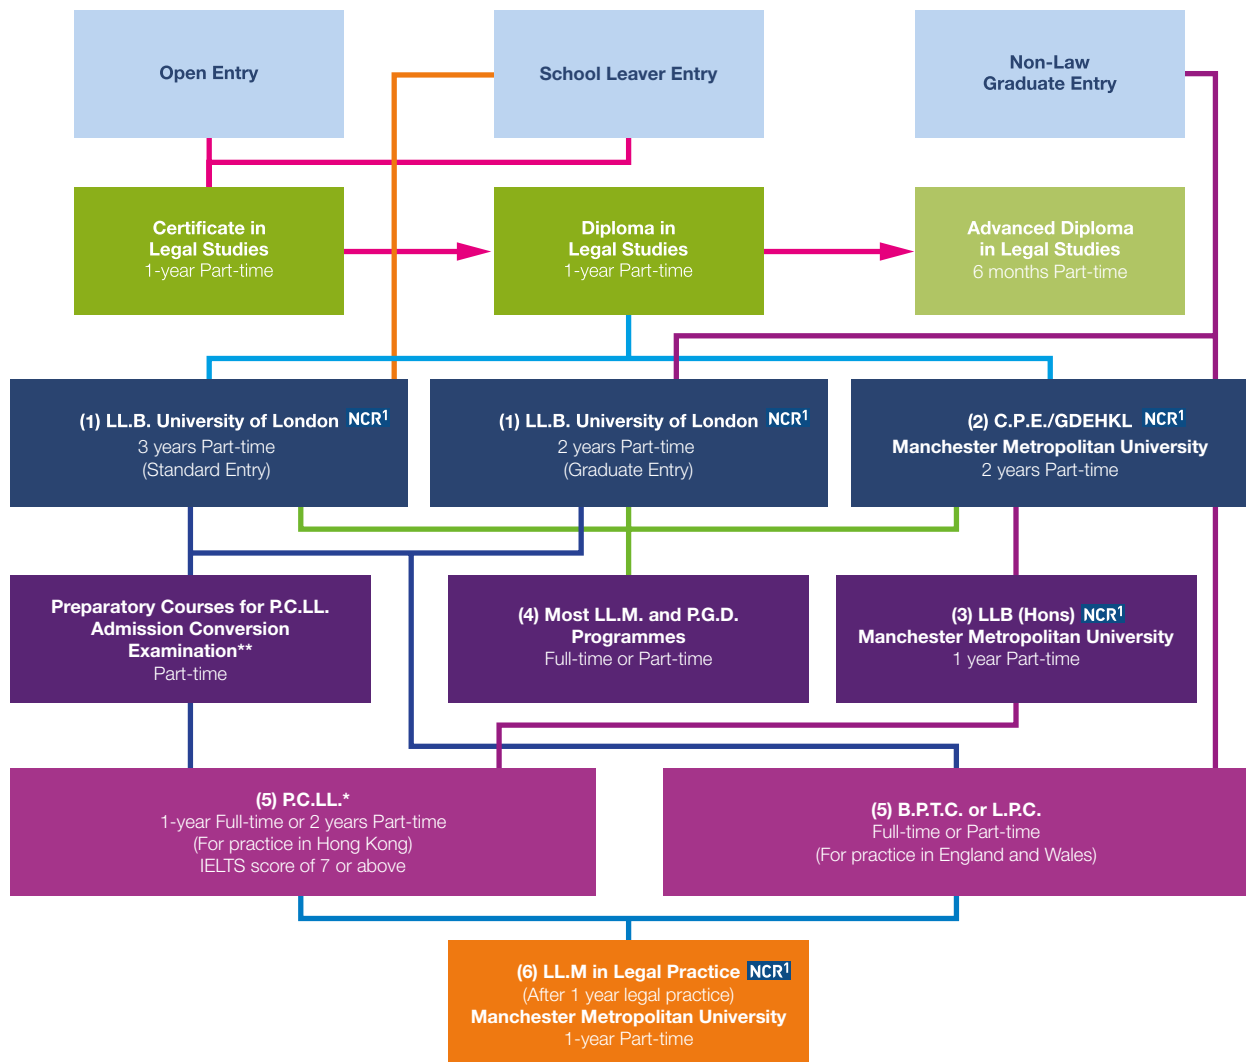 Open Entry
School Leaver Entry
Non-Law
Graduate Entry
Certificate in
Legal Studies
1-year Part-time
Diploma in
Legal Studies
1-year Part-time
Advanced Diploma
in Legal Studies
6 months Part-time
(1) LL.B. University of London NCR1
3 years Part-time
(Standard Entry)
(1) LL.B. University of London NCR1
2 years Part-time
(Graduate Entry)
(2) C.P.E./GDEHKL NCR1
Manchester Metropolitan University
2 years Part-time
Preparatory Courses for P.C.LL.
Admission Conversion
Examination**
Part-time
(4) Most LL.M. and P.G.D.
Programmes
Full-time or Part-time
(3) LLB (Hons) NCR1
Manchester Metropolitan University
1 year Part-time
(5) P.C.LL.*
1-year Full-time or 2 years Part-time
(For practice in Hong Kong)
IELTS score of 7 or above
(5) B.P.T.C. or L.P.C.
Full-time or Part-time
(For practice in England and Wales)
(6) LL.M in Legal Practice NCR1
(After 1 year legal practice)
Manchester Metropolitan University
1-year Part-time